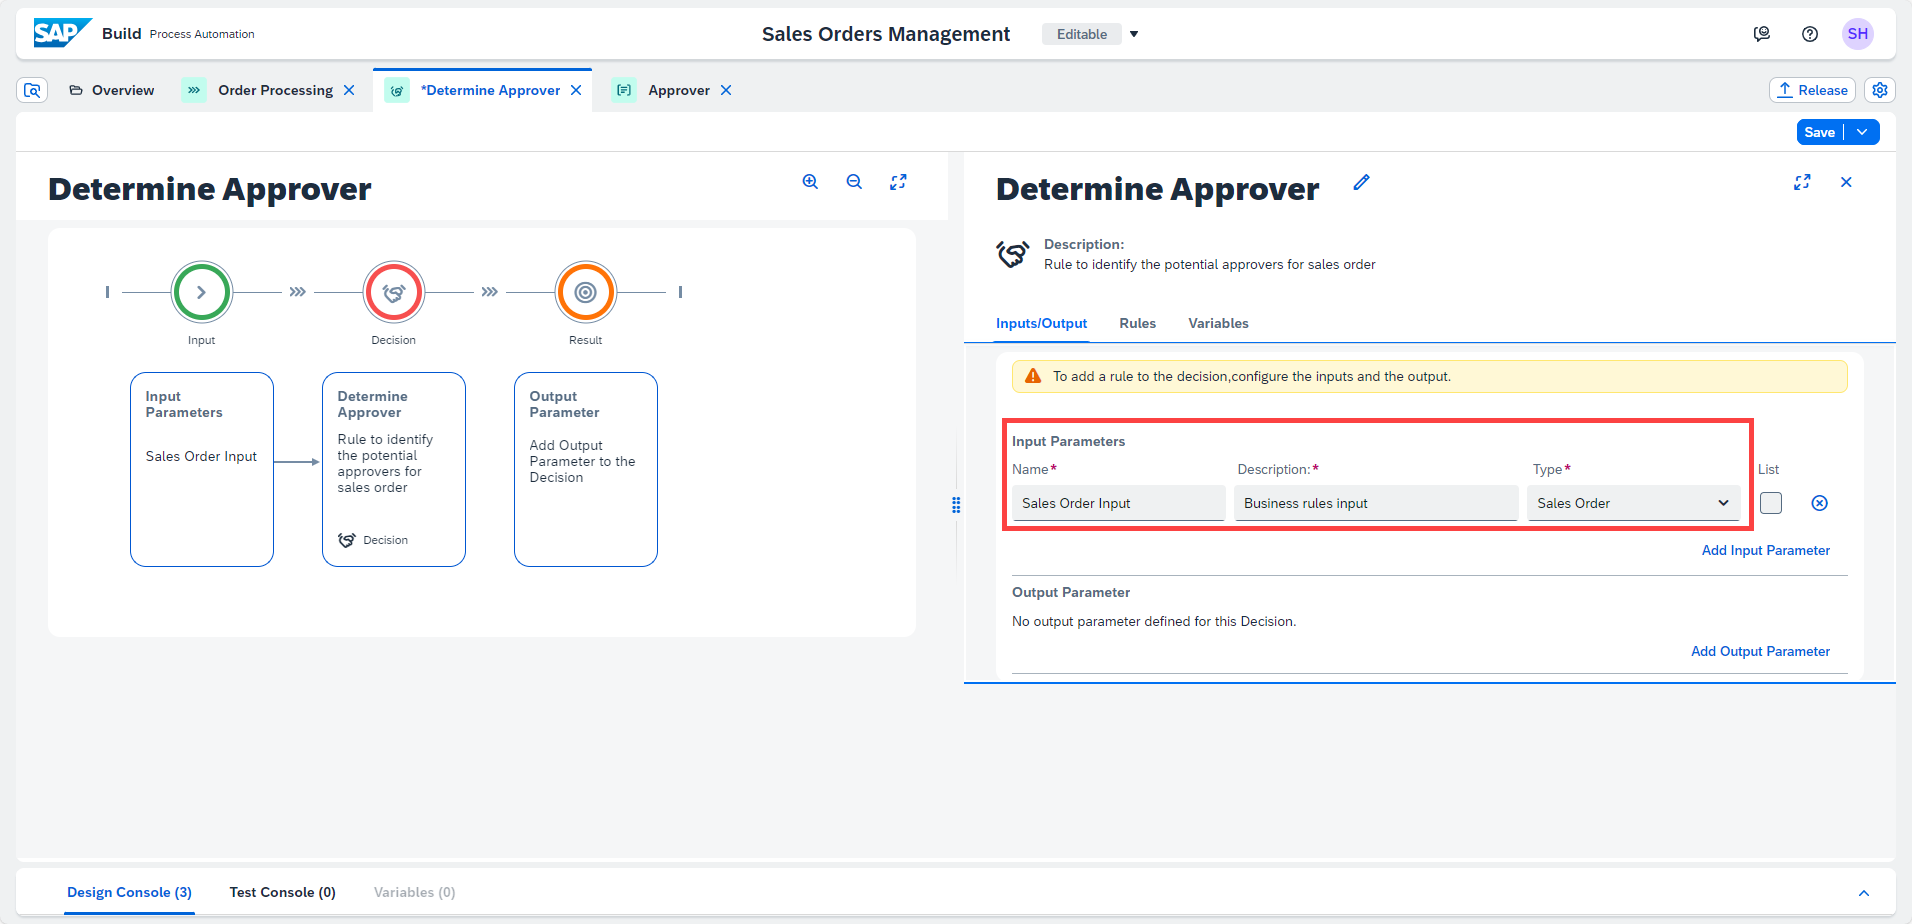 SAP Build Process Automation
Sales Orders Management
Editable
SH
Overview
Order Processing
*Determine Approver
Approver
Release
Save
Determine Approver
Input
Decision
Result
Input
Parameters
Sales Order Input
Determine
Approver
Rule to identify
the potential
approvers for
sales order
Decision
Output
Parameter
Add Output
Parameter to the
Decision
Determine Approver
Description:
Rule to identify the potential approvers for sales order
Inputs/Output
Rules
Variables
To add a rule to the decision,configure the inputs and the output.
Input Parameters
Name* Description:* Type* List
Sales Order Input Business rules input Sales Order
Add Input Parameter
Output Parameter
No output parameter defined for this Decision.
Add Output Parameter
Design Console (3)
Test Console (0)
Variables (0)